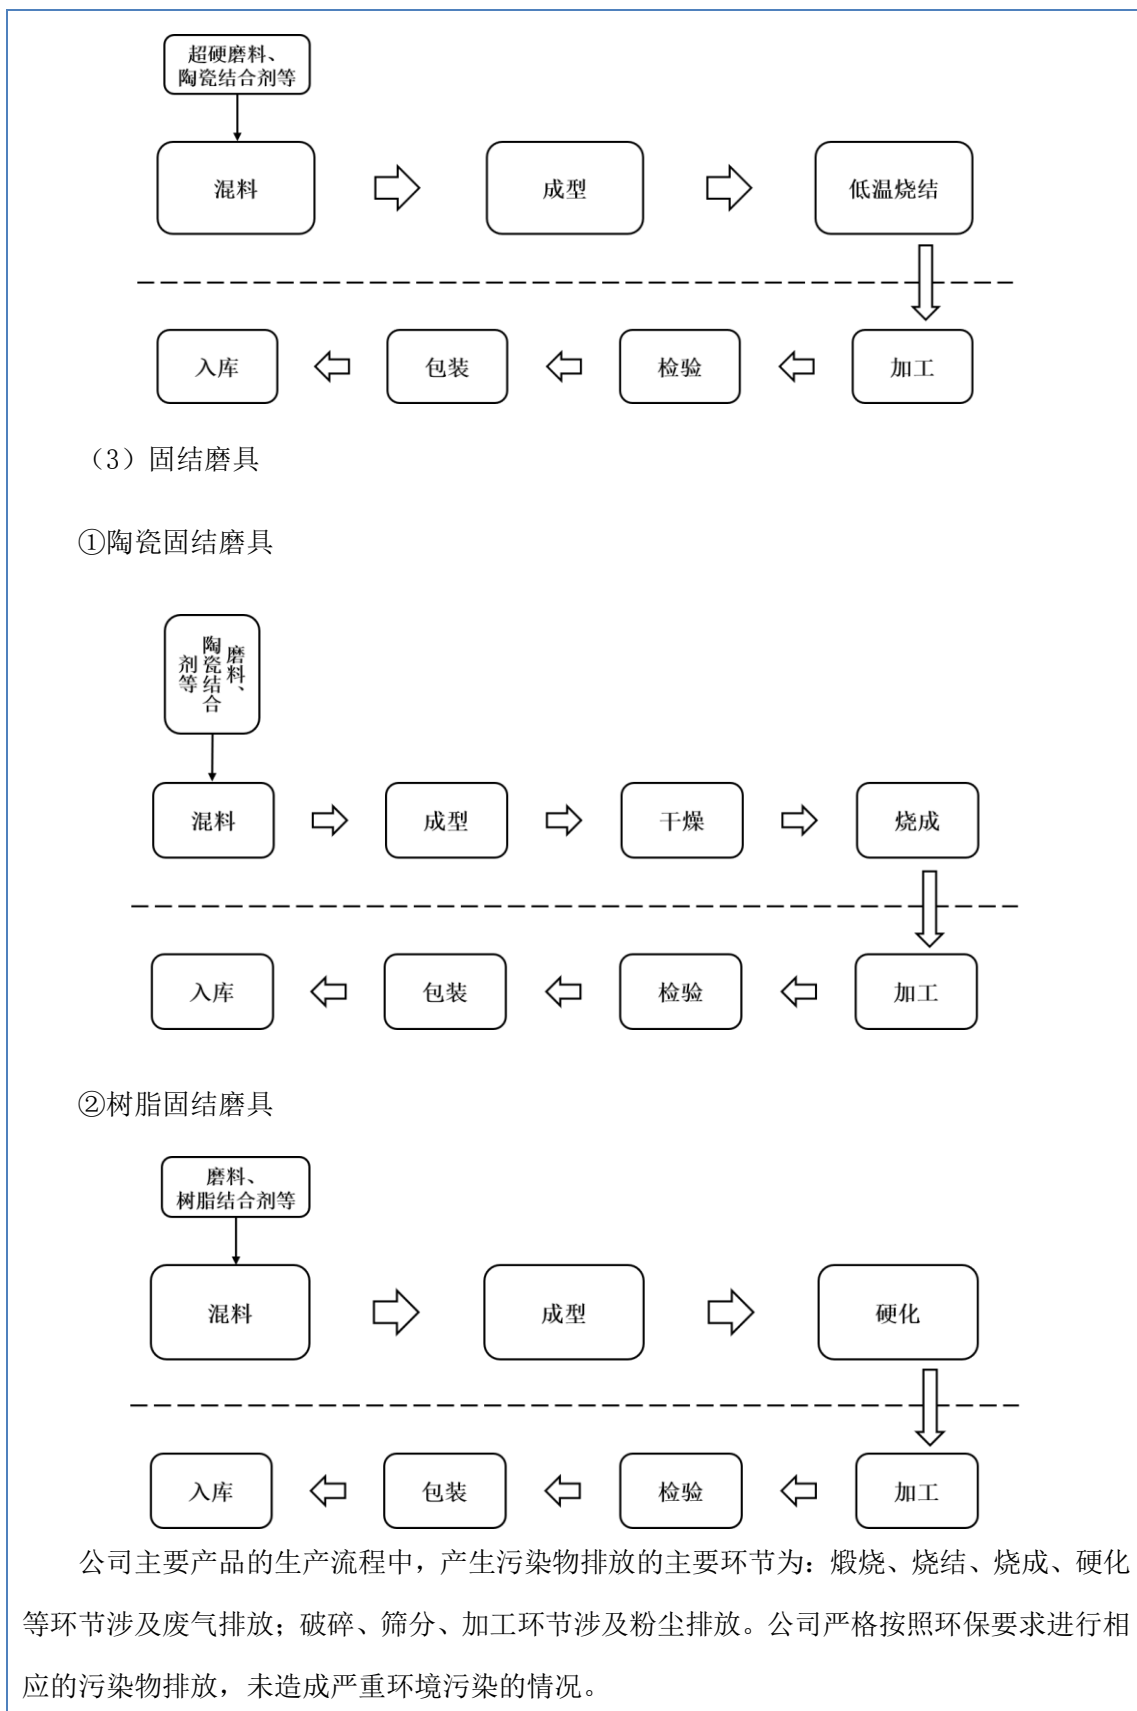 超硬磨料、
陶瓷结合剂等
混料
成型
低温烧结
入库
包装
检验
加工
（3）固结磨具
①陶瓷固结磨具
磨料、
陶瓷结合
剂等
混料
成型
干燥
烧成
入库
包装
检验
加工
②树脂固结磨具
磨料、
树脂结合剂等
混料
成型
硬化
入库
包装
检验
加工
公司主要产品的生产流程中，产生污染物排放的主要环节为：煅烧、烧结、烧成、硬化
等环节涉及废气排放；破碎、筛分、加工环节涉及粉尘排放。公司严格按照环保要求进行相
应的污染物排放，未造成严重环境污染的情况。